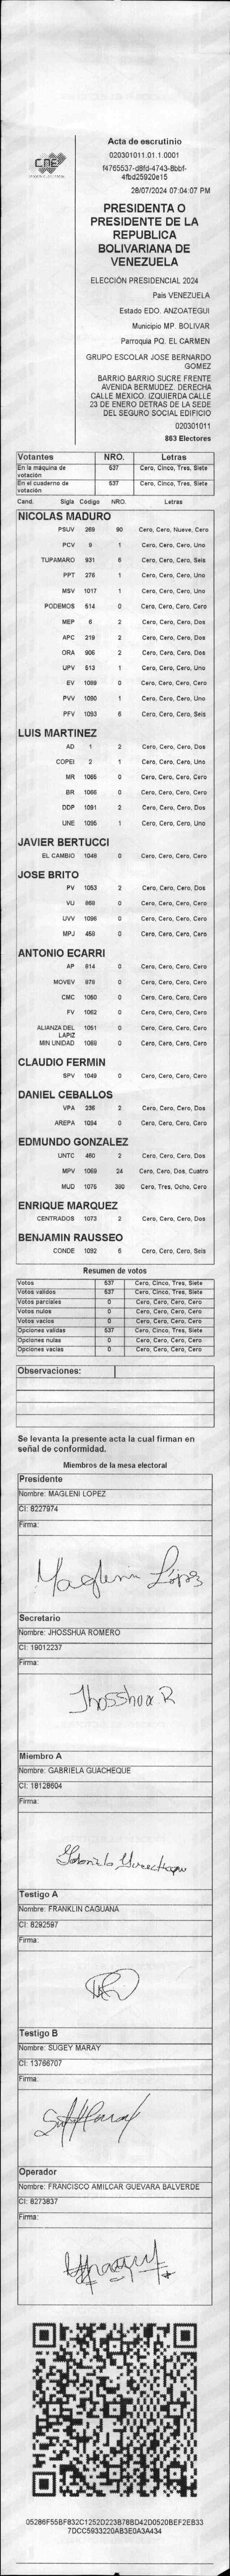 CNE
Acta de escrutinio
020301011.01.1.0001
f4765537-d8fd-4743-8bbf-
4fbd25920e15
28/07/2024 07:04:07 PM
PRESIDENTA O
PRESIDENTE DE LA
REPUBLICA
BOLIVARIANA DE
VENEZUELA
ELECCIÓN PRESIDENCIAL 2024
Pais VENEZUELA
Estado EDO. ANZOATEGUI
Municipio MP. BOLIVAR
Parroquia PQ. EL CARMEN
GRUPO ESCOLAR JOSE BERNARDO
GOMEZ
BARRIO BARRIO SUCRE FRENTE
AVENIDA BERMUDEZ. DERECHA
CALLE MEXICO. IZQUIERDA CALLE
23 DE ENERO DETRAS DE LA SEDE
DEL SEGURO SOCIAL EDIFICIO
020301011
863 Electores
Votantes NRO. Letras
En la máquina de votación 537 Cero, Cinco, Tres, Siete
En el cuaderno de votación 537 Cero, Cinco, Tres, Siete
Cand. Sigla Código NRO. Letras
NICOLAS MADURO
PSUV 269 90 Cero, Cero, Nueve, Cero
PCV 9 1 Cero, Cero, Cero, Uno
TUPAMARO 931 6 Cero, Cero, Cero, Seis
PPT 276 1 Cero, Cero, Cero, Uno
MSV 1017 1 Cero, Cero, Cero, Uno
PODEMOS 514 0 Cero, Cero, Cero, Cero
MEP 6 2 Cero, Cero, Cero, Dos
APC 219 2 Cero, Cero, Cero, Dos
ORA 906 2 Cero, Cero, Cero, Dos
UPV 513 1 Cero, Cero, Cero, Uno
EV 1089 0 Cero, Cero, Cero, Cero
PVV 1090 1 Cero, Cero, Cero, Uno
PFV 1093 6 Cero, Cero, Cero, Seis
LUIS MARTINEZ
AD 1 2 Cero, Cero, Cero, Dos
COPEI 2 1 Cero, Cero, Cero, Uno
MR 1065 0 Cero, Cero, Cero, Cero
BR 1066 0 Cero, Cero, Cero, Cero
DDP 1091 2 Cero, Cero, Cero, Dos
UNE 1095 1 Cero, Cero, Cero, Uno
JAVIER BERTUCCI
EL CAMBIO 1048 0 Cero, Cero, Cero, Cero
JOSE BRITO
PV 1053 2 Cero, Cero, Cero, Dos
VU 868 0 Cero, Cero, Cero, Cero
UVV 1096 0 Cero, Cero, Cero, Cero
MPJ 459 0 Cero, Cero, Cero, Cero
ANTONIO ECARRI
AP 814 0 Cero, Cero, Cero, Cero
MOVEV 979 0 Cero, Cero, Cero, Cero
CMC 1050 0 Cero, Cero, Cero, Cero
FV 1062 0 Cero, Cero, Cero, Cero
ALIANZA DEL LAPIZ 1051 0 Cero, Cero, Cero, Cero
MIN UNIDAD 1069 0 Cero, Cero, Cero, Cero
CLAUDIO FERMIN
SPV 1049 0 Cero, Cero, Cero, Cero
DANIEL CEBALLOS
VPA 336 2 Cero, Cero, Cero, Dos
AREPA 1094 0 Cero, Cero, Cero, Cero
EDMUNDO GONZALEZ
UNTC 460 2 Cero, Cero, Cero, Dos
MPV 1069 24 Cero, Cero, Dos, Cuatro
MUD 1076 380 Cero, Tres, Ocho, Cero
ENRIQUE MARQUEZ
CENTRADOS 1073 2 Cero, Cero, Cero, Dos
BENJAMIN RAUSSEO
CONDE 1092 6 Cero, Cero, Cero, Seis
Resumen de votos
Votos 537 Cero, Cinco, Tres, Siete
Votos validos 537 Cero, Cinco, Tres, Siete
Votos parciales 0 Cero, Cero, Cero, Cero
Votos nulos 0 Cero, Cero, Cero, Cero
Votos vacios 0 Cero, Cero, Cero, Cero
Opciones validas 537 Cero, Cinco, Tres, Siete
Opciones nulas 0 Cero, Cero, Cero, Cero
Opciones vacias 0 Cero, Cero, Cero, Cero
Observaciones:
Se levanta la presente acta la cual firman en
señal de conformidad.
Miembros de la mesa electoral
Presidente
Nombre: MAGLENI LOPEZ
CI: 8227974
Firma:
Maglenis López
Secretario
Nombre: JHOSSHUA ROMERO
CI: 19012237
Firma:
Jhosshua R
Miembro A
Nombre: GABRIELA GUACHEQUE
CI: 18128604
Firma:
Testigo A
Nombre: FRANKLIN CAGUANA
CI: 8292597
Firma:
Testigo B
Nombre: SUGEY MARAY
CI: 13766707
Firma:
Operador
Nombre: FRANCISCO AMILCAR GUEVARA BALVERDE
CI: 8273837
Firma:
05286F55BF832C1252D223B78BD42D0520BEF2EB33
7DCC5933220AB3E0A3A434